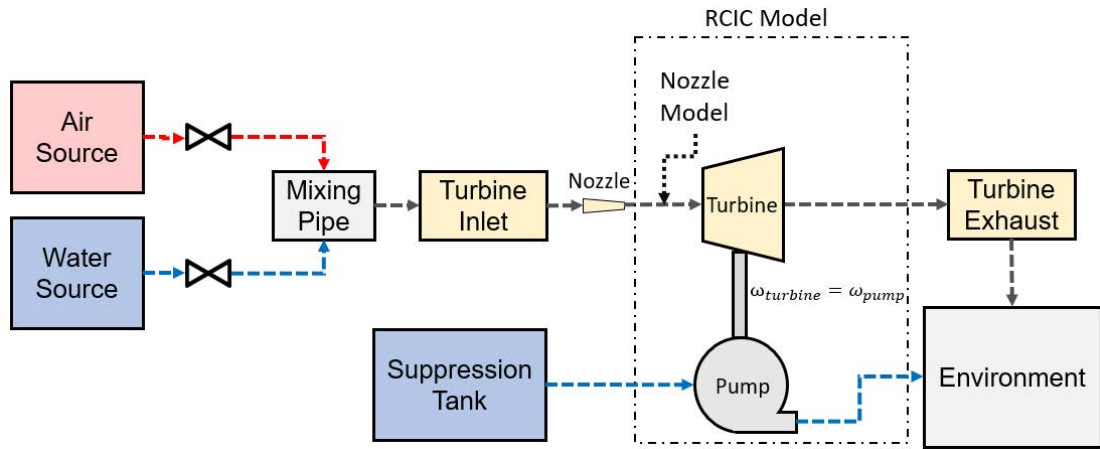 RCIC Model
Air
Source
Nozzle
Model
Mixing
Pipe
Turbine
Inlet
Nozzle
Turbine
Turbine
Exhaust
Water
Source
ω_turbine = ω_pump
Suppression
Tank
Pump
Environment